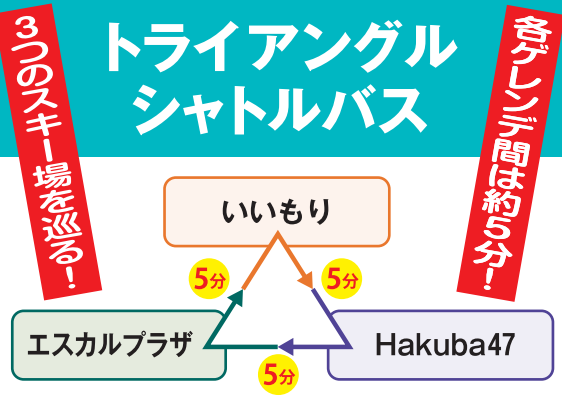 トライアングル
シャトルバス
3つのスキー場を巡る!
各ゲレンデ間は約5分!
いいもり
5分
5分
エスカルプラザ
Hakuba47
5分